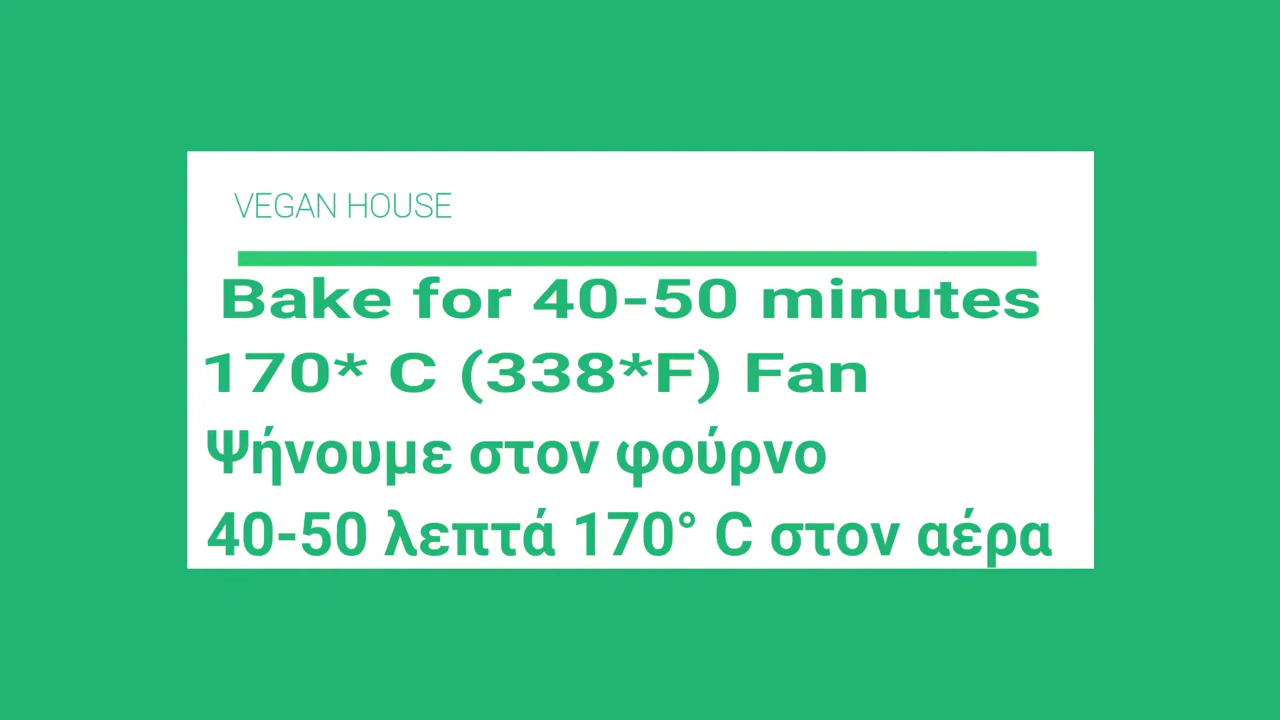 VEGAN HOUSE
Bake for 40-50 minutes
170* C (338*F) Fan
Ψήνουμε στον φούρνο
40-50 λεπτά 170° C στον αέρα